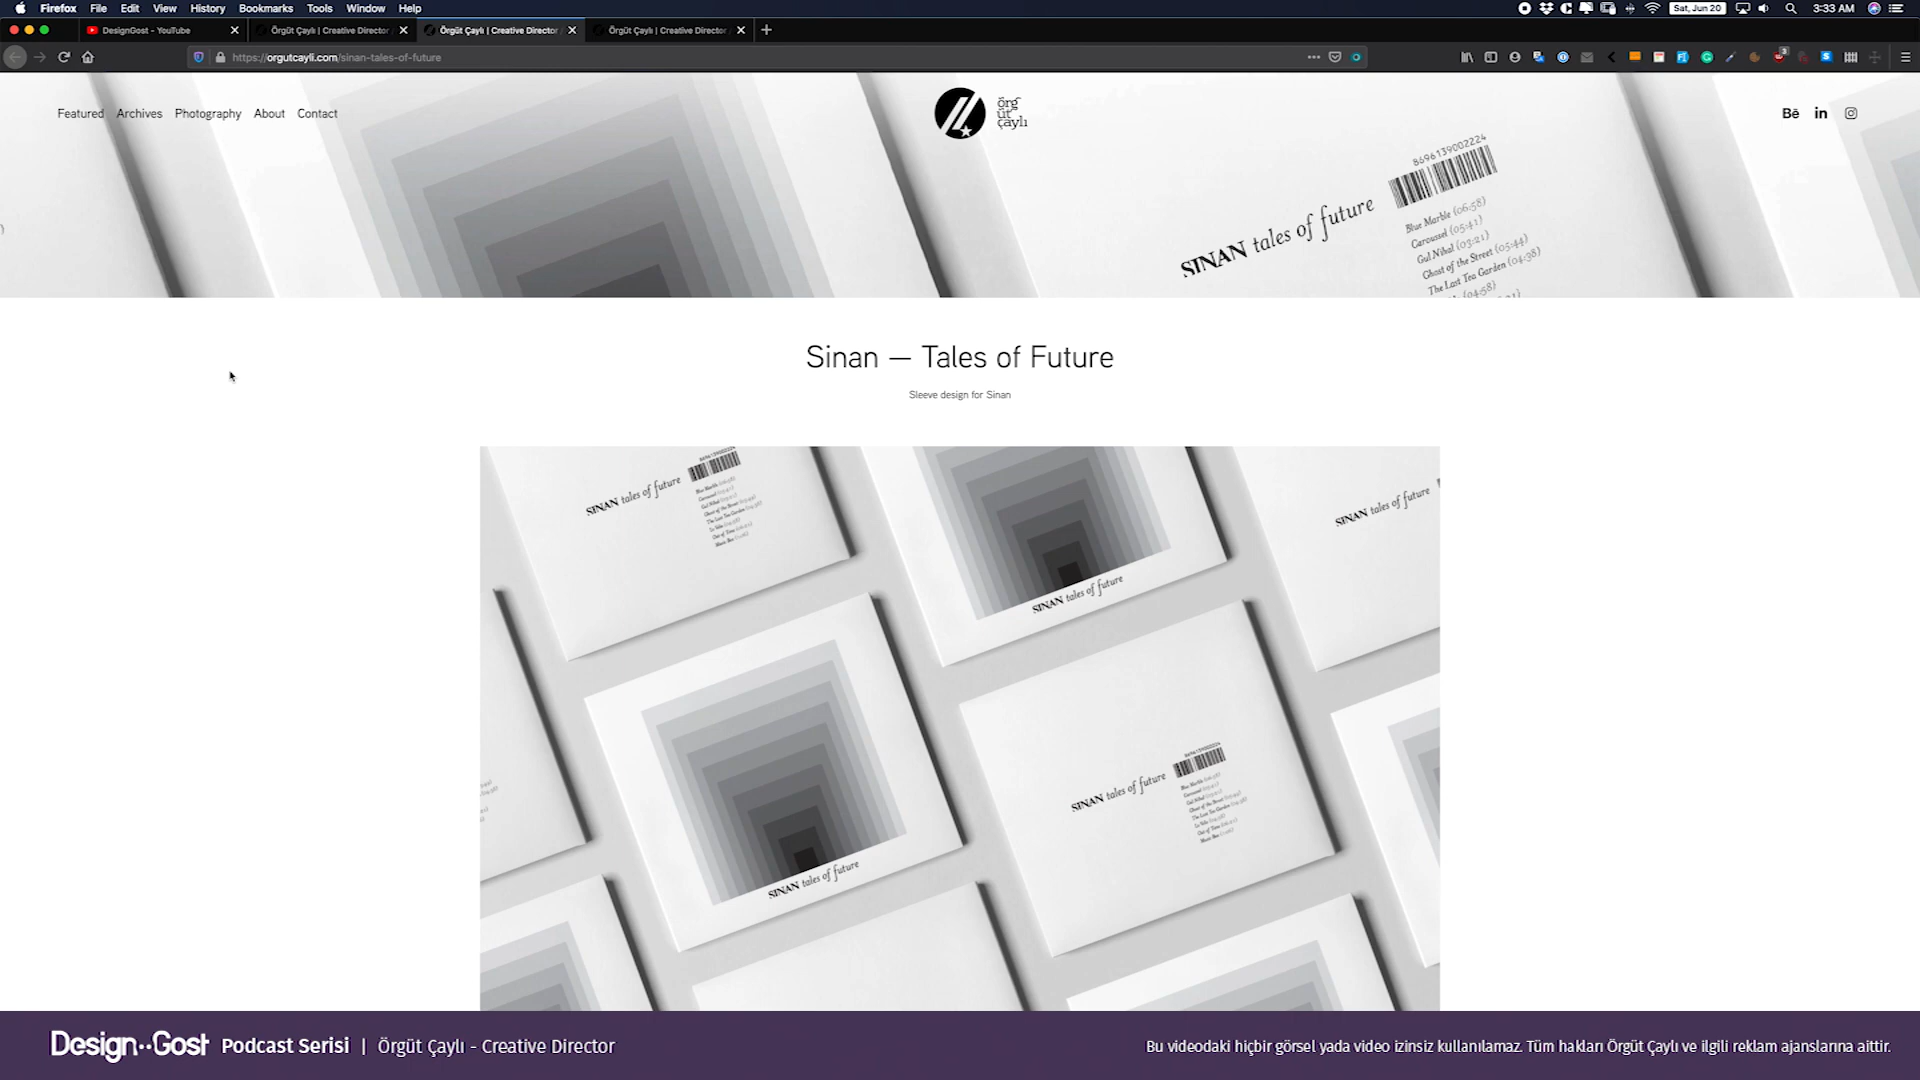 Firefox File Edit View History Bookmarks Tools Window Help
Sat, Jun 20 3:33 AM
DesignGost - YouTube
Örgüt Çaylı | Creative Director
Örgüt Çaylı | Creative Director
Örgüt Çaylı | Creative Director
https://orgutcayli.com/sinan-tales-of-future
3
Featured Archives Photography About Contact
örg
üt
çaylı
Bē in
8696139002224
SINAN tales of future
Blue Marble (06:58)
Caroussel (05:41)
Gul Nihal (03:21)
Ghost of the Street (05:44)
The Last Tea Garden (04:38)
(04:58)
Sinan — Tales of Future
Sleeve design for Sinan
SINAN tales of future
SINAN tales of future
SINAN tales of future
SINAN tales of future
SINAN tales of future
Design··Gost Podcast Serisi | Örgüt Çaylı - Creative Director
Bu videodaki hiçbir görsel yada video izinsiz kullanılamaz. Tüm hakları Örgüt Çaylı ve ilgili reklam ajanslarına aittir.